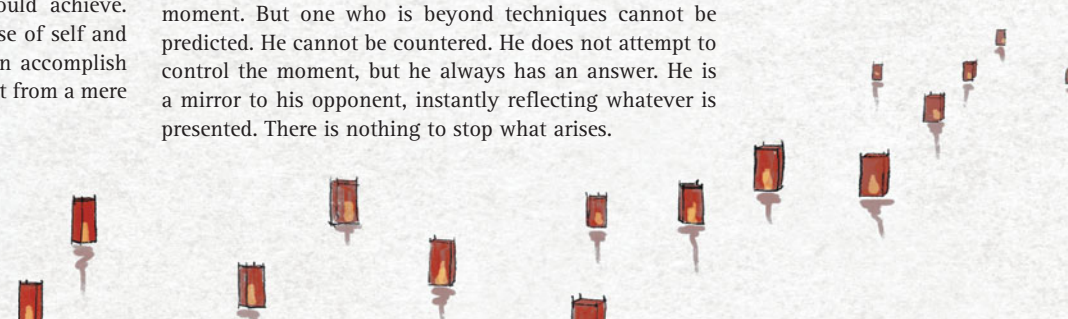 ould achieve.
se of self and
n accomplish
t from a mere
moment. But one who is beyond techniques cannot be
predicted. He cannot be countered. He does not attempt to
control the moment, but he always has an answer. He is
a mirror to his opponent, instantly reflecting whatever is
presented. There is nothing to stop what arises.